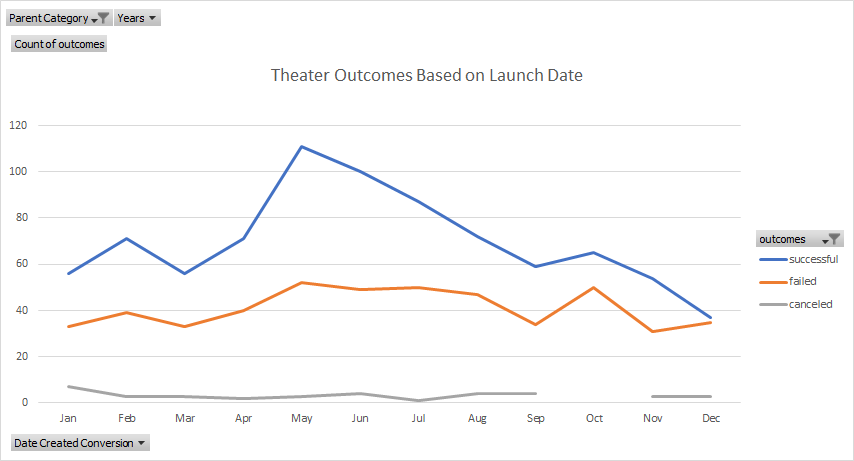 Parent Category Years
Count of outcomes
Theater Outcomes Based on Launch Date
120
100
80
60
40
20
0
Jan Feb Mar Apr May Jun Jul Aug Sep Oct Nov Dec
outcomes
successful
failed
canceled
Date Created Conversion